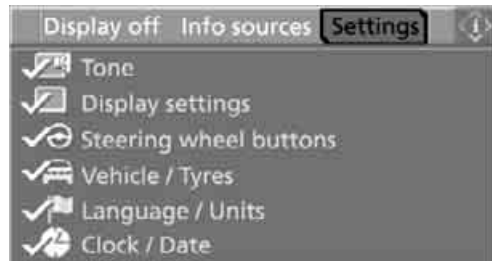 Display off Info sources Settings
Tone
Display settings
Steering wheel buttons
Vehicle / Tyres
Language / Units
Clock / Date